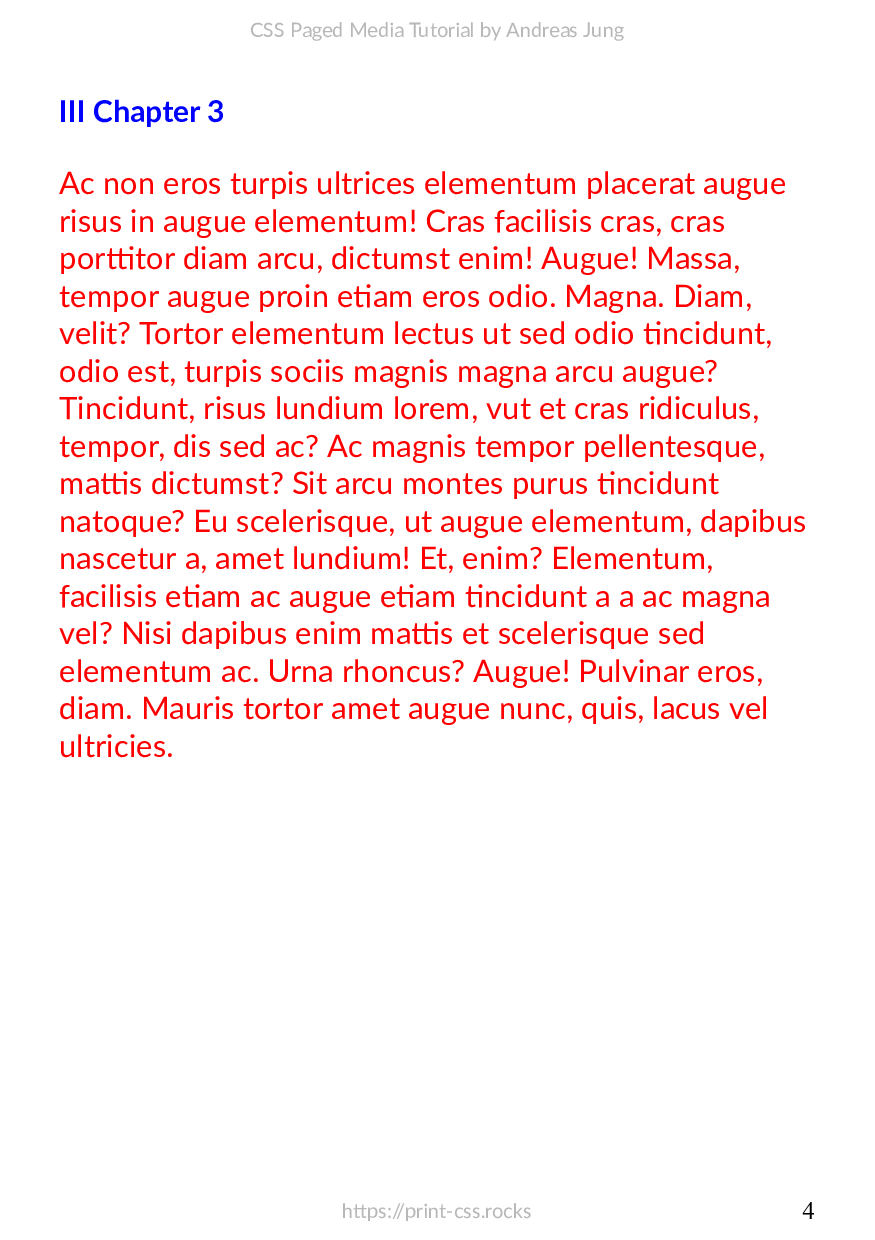 CSS Paged Media Tutorial by Andreas Jung
III Chapter 3
Ac non eros turpis ultrices elementum placerat augue
risus in augue elementum! Cras facilisis cras, cras
porttitor diam arcu, dictumst enim! Augue! Massa,
tempor augue proin etiam eros odio. Magna. Diam,
velit? Tortor elementum lectus ut sed odio tincidunt,
odio est, turpis sociis magnis magna arcu augue?
Tincidunt, risus lundium lorem, vut et cras ridiculus,
tempor, dis sed ac? Ac magnis tempor pellentesque,
mattis dictumst? Sit arcu montes purus tincidunt
natoque? Eu scelerisque, ut augue elementum, dapibus
nascetur a, amet lundium! Et, enim? Elementum,
facilisis etiam ac augue etiam tincidunt a a ac magna
vel? Nisi dapibus enim mattis et scelerisque sed
elementum ac. Urna rhoncus? Augue! Pulvinar eros,
diam. Mauris tortor amet augue nunc, quis, lacus vel
ultricies.
https://print-css.rocks 4